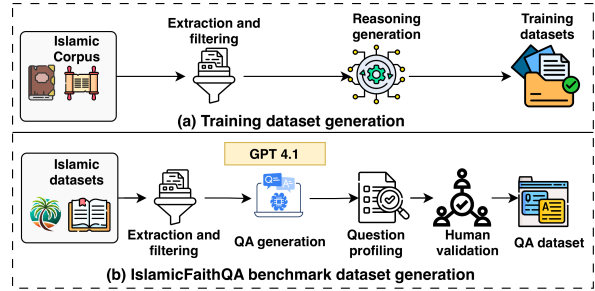 Islamic
Corpus
Extraction and
filtering
Reasoning
generation
Training
datasets
(a) Training dataset generation
Islamic
datasets
Extraction and
filtering
GPT 4.1
Q
A
QA generation
Question
profiling
Human
validation
Q
A
QA dataset
(b) IslamicFaithQA benchmark dataset generation